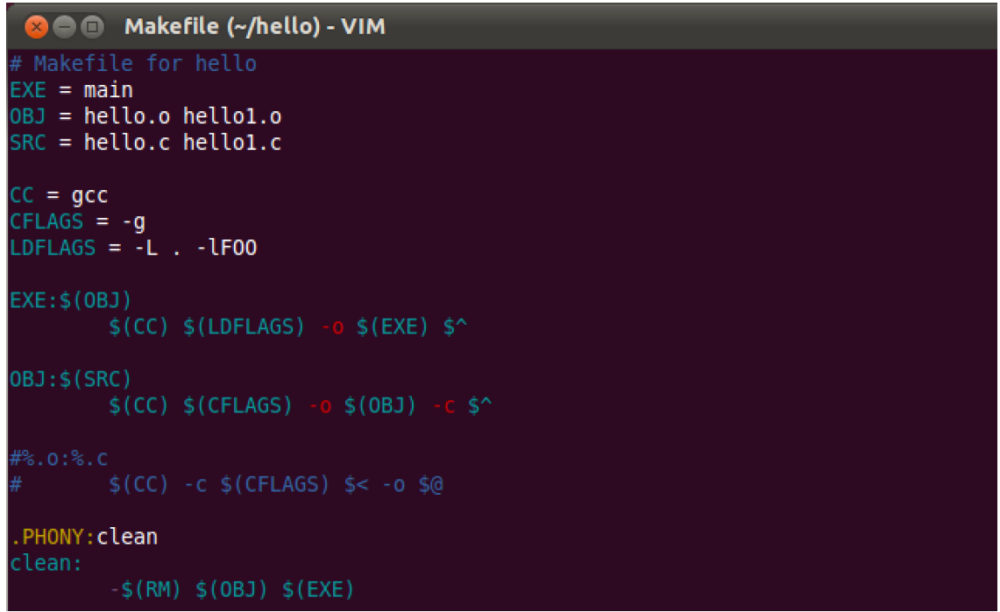 Makefile (~/hello) - VIM
# Makefile for hello
EXE = main
OBJ = hello.o hello1.o
SRC = hello.c hello1.c
CC = gcc
CFLAGS = -g
LDFLAGS = -L . -lFOO
EXE:$(OBJ)
$(CC) $(LDFLAGS) -o $(EXE) $^
OBJ:$(SRC)
$(CC) $(CFLAGS) -o $(OBJ) -c $^
#%.o:%.c
# $(CC) -c $(CFLAGS) $< -o $@
.PHONY:clean
clean:
-$(RM) $(OBJ) $(EXE)